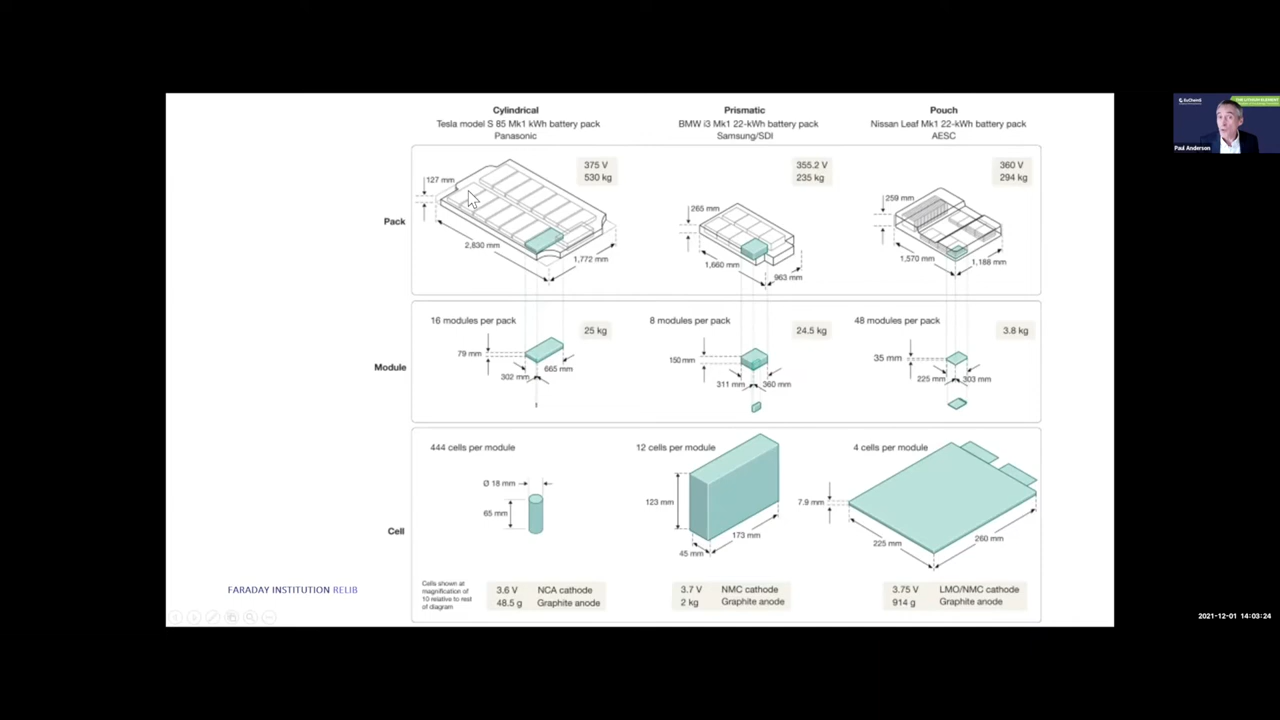 Cylindrical
Tesla model S 85 Mk1 kWh battery pack
Panasonic
Prismatic
BMW i3 Mk1 22-kWh battery pack
Samsung/SDI
Pouch
Nissan Leaf Mk1 22-kWh battery pack
AESC
Pack
375 V
530 kg
127 mm
2,830 mm
1,772 mm
355.2 V
235 kg
265 mm
1,660 mm
963 mm
360 V
294 kg
259 mm
1,570 mm
1,188 mm
Module
16 modules per pack
25 kg
79 mm
302 mm
665 mm
8 modules per pack
24.5 kg
150 mm
311 mm
360 mm
48 modules per pack
3.8 kg
35 mm
225 mm
303 mm
Cell
444 cells per module
Ø 18 mm
65 mm
12 cells per module
123 mm
45 mm
173 mm
4 cells per module
7.9 mm
225 mm
260 mm
Cells shown at
magnification of
10 relative to rest
of diagram
3.6 V NCA cathode
48.5 g Graphite anode
3.7 V NMC cathode
2 kg Graphite anode
3.75 V LMO/NMC cathode
914 g Graphite anode
FARADAY INSTITUTION RELIB
Paul Anderson
2021-12-01 14:03:24